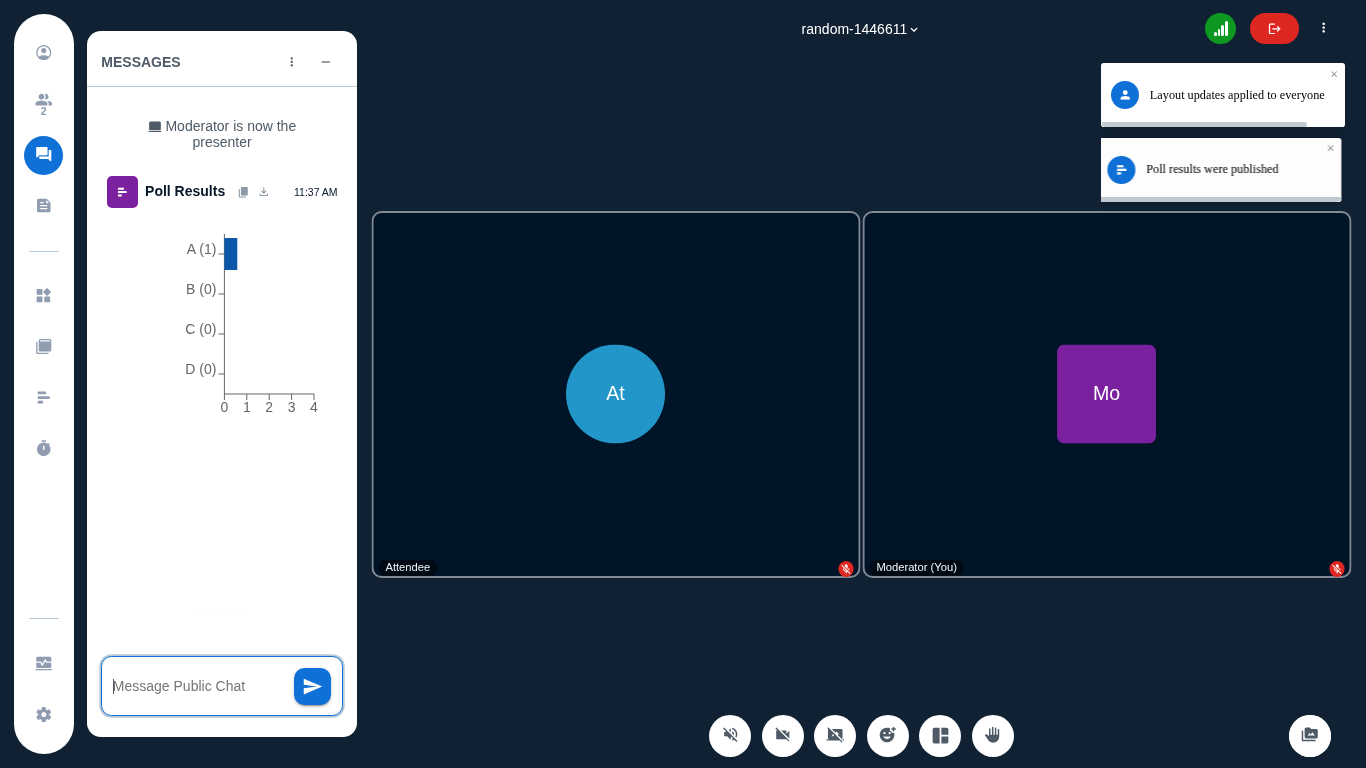 random-1446611
2
MESSAGES
Moderator is now the
presenter
Poll Results
11:37 AM
A (1)
B (0)
C (0)
D (0)
0 1 2 3 4
Message Public Chat
Layout updates applied to everyone
Poll results were published
At
Mo
Attendee
Moderator (You)